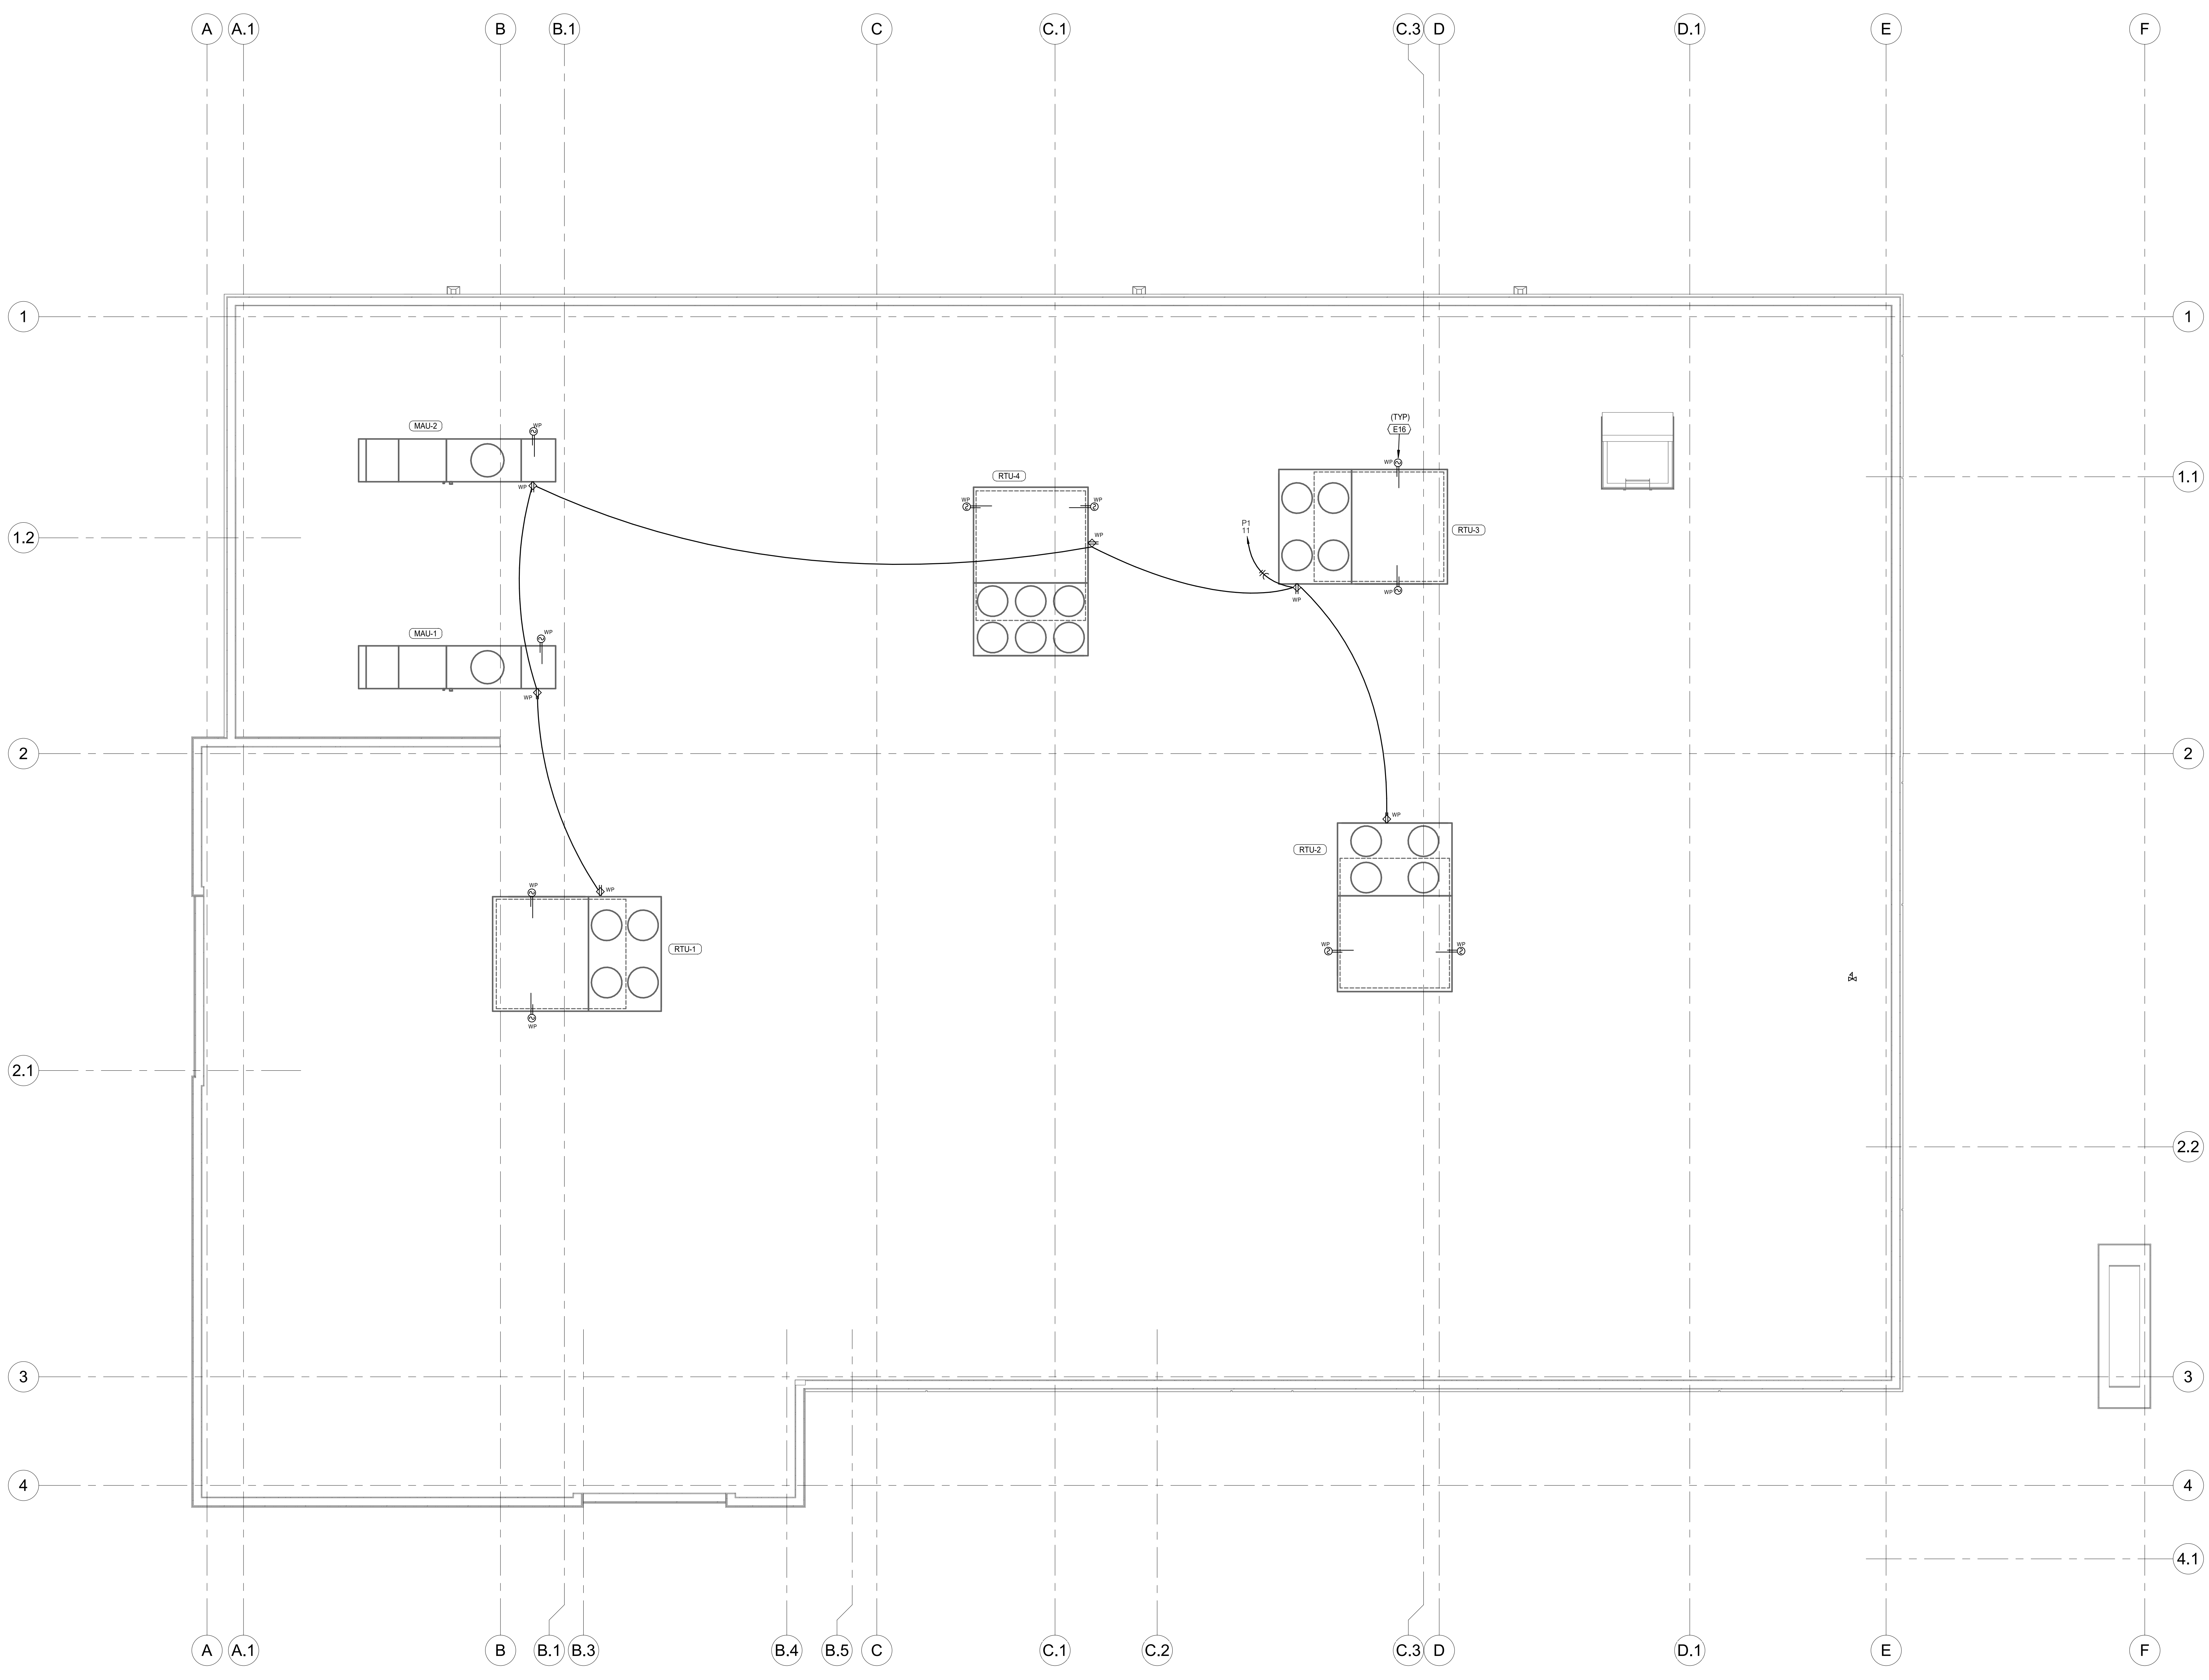 A A.1 B B.1 C C.1 C.3 D D.1 E F
1 1
(TYP)
E16
MAU-2 WP
WP
RTU-4
WP
1.1
WP WP
WP
P1
11
RTU-3
WP
1.2
WP
WP
MAU-1 WP
WP
2 2
WP
RTU-2
WP
WP
RTU-1
WP WP
4
WP
2.1
2.2
3 3
4 4
4.1
A A.1 B B.1 B.3 B.4 B.5 C C.1 C.2 C.3 D D.1 E F